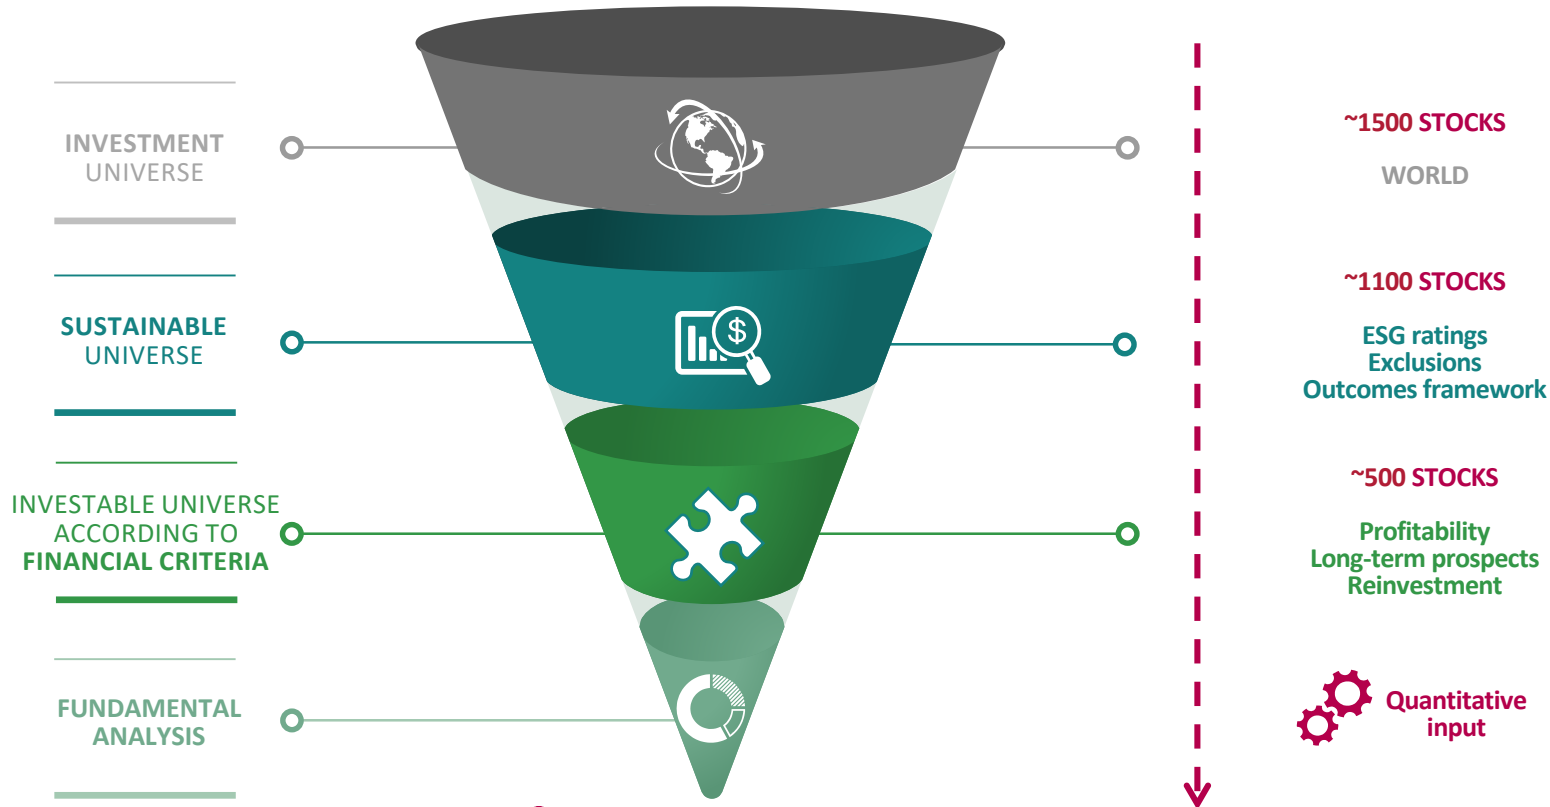 INVESTMENT
UNIVERSE
~1500 STOCKS
WORLD
SUSTAINABLE
UNIVERSE
$
~1100 STOCKS
ESG ratings
Exclusions
Outcomes framework
INVESTABLE UNIVERSE
ACCORDING TO
FINANCIAL CRITERIA
~500 STOCKS
Profitability
Long-term prospects
Reinvestment
FUNDAMENTAL
ANALYSIS
Quantitative
input